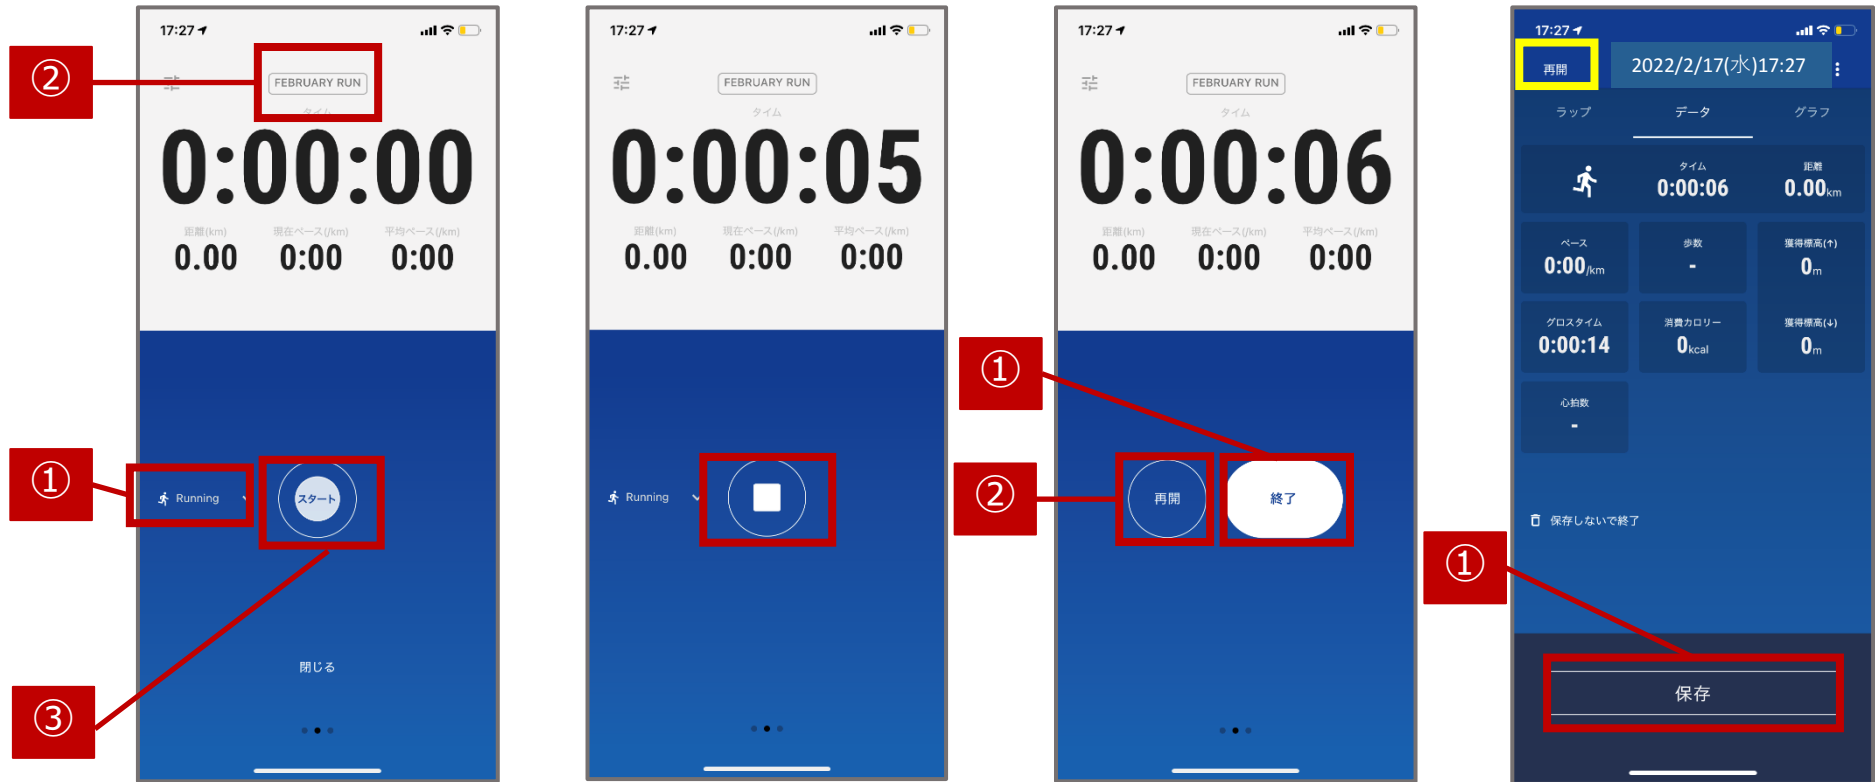 17:27
②
FEBRUARY RUN
タイム
0:00:00
距離(km) 現在ペース(/km) 平均ペース(/km)
0.00 0:00 0:00
①
Running
スタート
閉じる
③
17:27
FEBRUARY RUN
タイム
0:00:05
距離(km) 現在ペース(/km) 平均ペース(/km)
0.00 0:00 0:00
Running
17:27
FEBRUARY RUN
タイム
0:00:06
距離(km) 現在ペース(/km) 平均ペース(/km)
0.00 0:00 0:00
①
②
再開 終了
17:27
再開 2022/2/17(水)17:27
ラップ データ グラフ
タイム 距離
0:00:06 0.00km
ペース 歩数 獲得標高(↑)
0:00/km - 0m
グロスタイム 消費カロリー 獲得標高(↓)
0:00:14 0kcal 0m
心拍数
-
保存しないで終了
①
保存